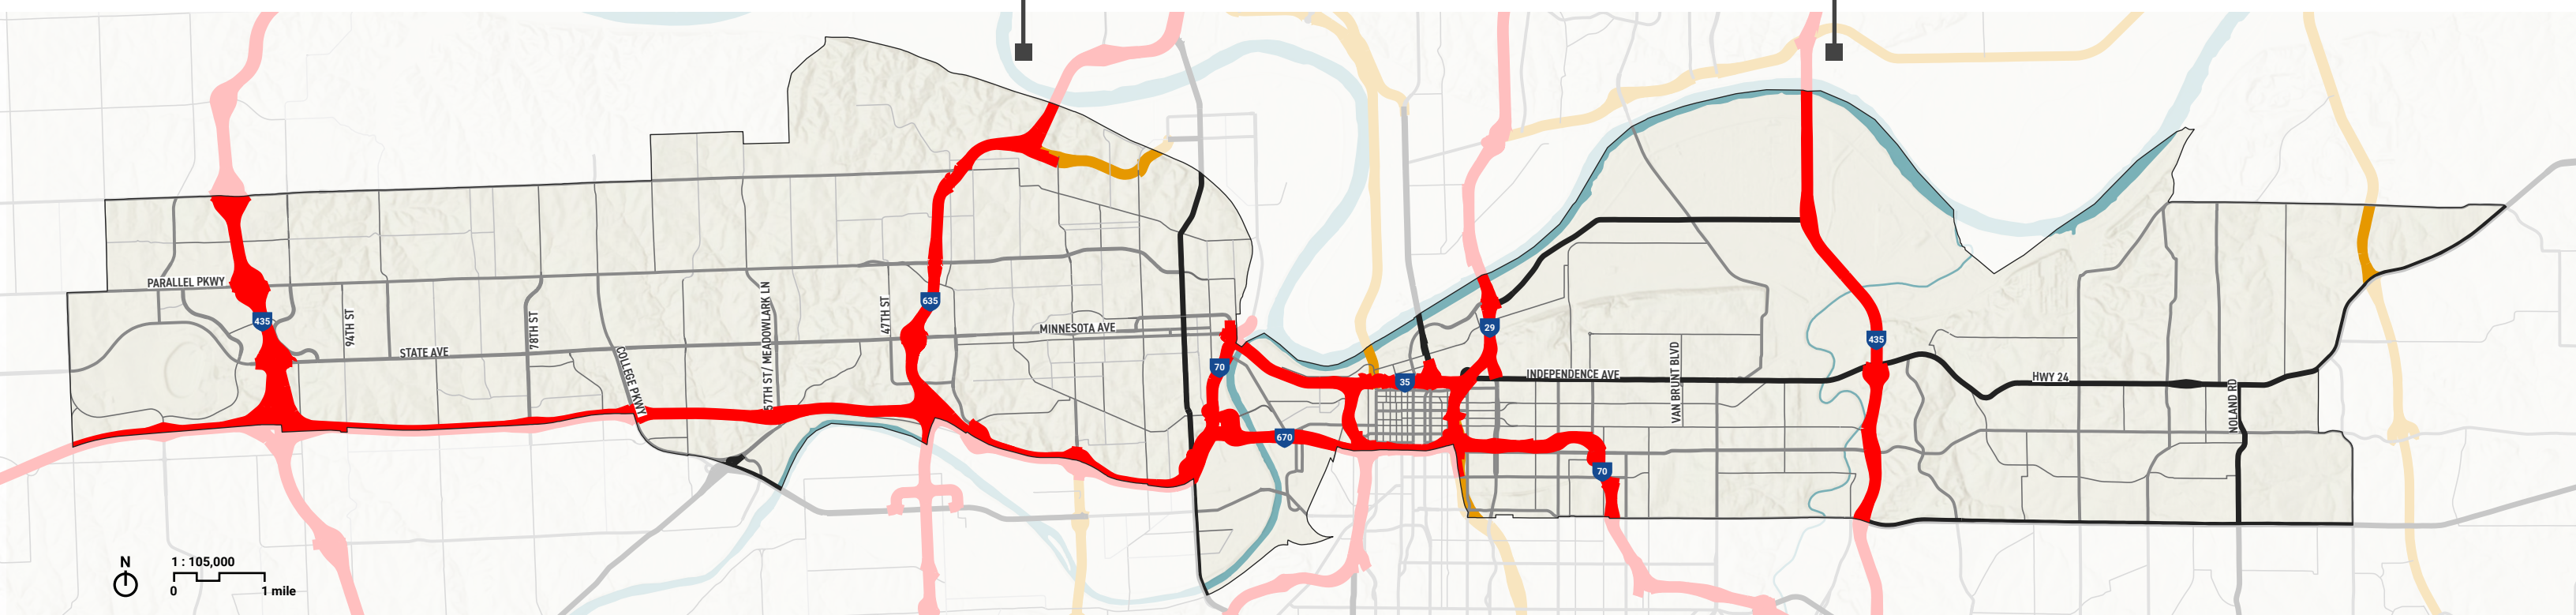 PARALLEL PKWY
435
94TH ST
STATE AVE
78TH ST
COLLEGE PKWY
57TH ST/ MEADOWLARK LN
47TH ST
635
MINNESOTA AVE
70
670
35
29
INDEPENDENCE AVE
70
VAN BRUNT BLVD
435
HWY 24
NOLAND RD
N
1 : 105,000
0 1 mile